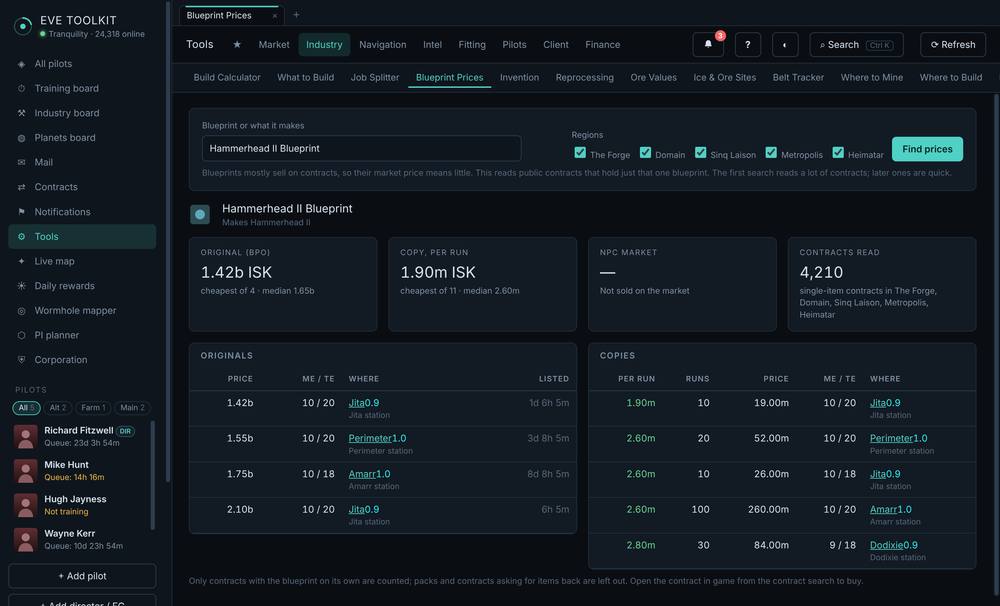 EVE TOOLKIT
Tranquility · 24,318 online
All pilots
Training board
Industry board
Planets board
Mail
Contracts
Notifications
Tools
Live map
Daily rewards
Wormhole mapper
PI planner
Corporation
PILOTS
All 5 Alt 2 Farm 1 Main 2
Richard Fitzwell DIR
Queue: 23d 3h 54m
Mike Hunt
Queue: 14h 16m
Hugh Jayness
Not training
Wayne Kerr
Queue: 10d 23h 54m
+ Add pilot
+ Add director / FC
Blueprint Prices × +
Tools ★ Market Industry Navigation Intel Fitting Pilots Client Finance 3 ? Search Ctrl K Refresh
Build Calculator What to Build Job Splitter Blueprint Prices Invention Reprocessing Ore Values Ice & Ore Sites Belt Tracker Where to Mine Where to Build
Blueprint or what it makes
Hammerhead II Blueprint
Regions
The Forge Domain Sinq Laison Metropolis Heimatar
Find prices
Blueprints mostly sell on contracts, so their market price means little. This reads public contracts that hold just that one blueprint. The first search reads a lot of contracts; later ones are quick.
Hammerhead II Blueprint
Makes Hammerhead II
ORIGINAL (BPO)
1.42b ISK
cheapest of 4 · median 1.65b
COPY, PER RUN
1.90m ISK
cheapest of 11 · median 2.60m
NPC MARKET
—
Not sold on the market
CONTRACTS READ
4,210
single-item contracts in The Forge,
Domain, Sinq Laison, Metropolis,
Heimatar
ORIGINALS
PRICE ME / TE WHERE LISTED
1.42b 10 / 20 Jita0.9 1d 6h 5m
Jita station
1.55b 10 / 20 Perimeter1.0 3d 8h 5m
Perimeter station
1.75b 10 / 18 Amarr1.0 8d 8h 5m
Amarr station
2.10b 10 / 20 Jita0.9 6h 5m
Jita station
COPIES
PER RUN RUNS PRICE ME / TE WHERE
1.90m 10 19.00m 10 / 20 Jita0.9
Jita station
2.60m 20 52.00m 10 / 20 Perimeter1.0
Perimeter station
2.60m 10 26.00m 10 / 18 Jita0.9
Jita station
2.60m 100 260.00m 10 / 20 Amarr1.0
Amarr station
2.80m 30 84.00m 9 / 18 Dodixie0.9
Dodixie station
Only contracts with the blueprint on its own are counted; packs and contracts asking for items back are left out. Open the contract in game from the contract search to buy.